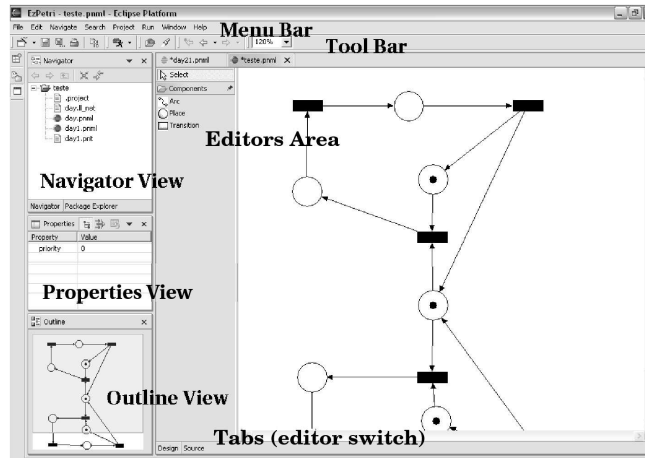 EzPetri - teste.pnml - Eclipse Platform
File Edit Navigate Search Project Run Window Help
Menu Bar
120%
Tool Bar
Navigator
*day21.pnml
*teste.pnml
Select
Components
Arc
Place
Transition
teste
.project
day.ll_net
day.pnml
day1.pnml
day1.prit
Editors Area
Navigator View
Navigator Package Explorer
Properties
Property Value
priority 0
Properties View
Outline
Outline View
Tabs (editor switch)
Design Source